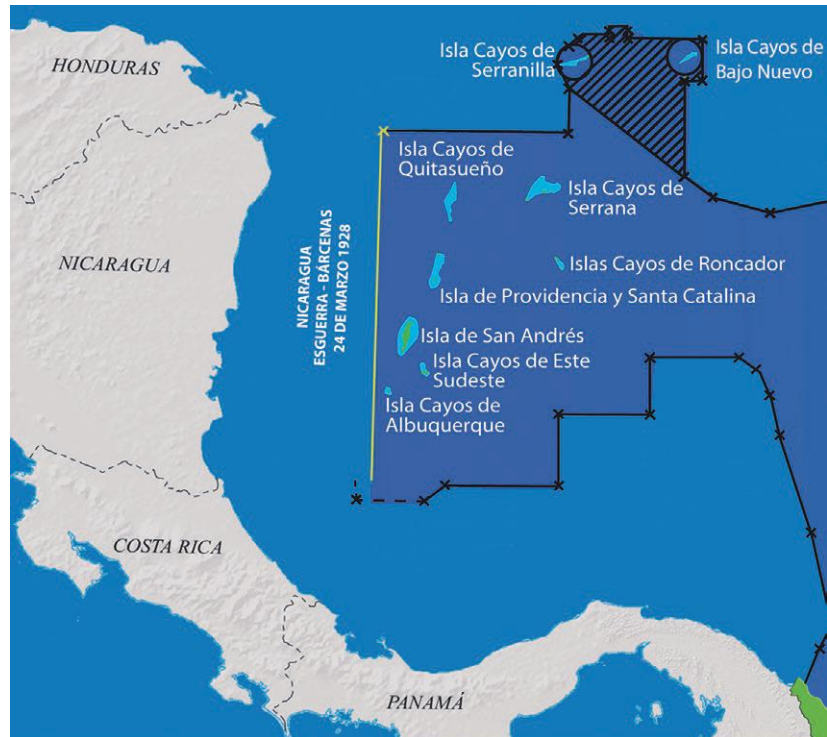 HONDURAS
Isla Cayos de
Serranilla
Isla Cayos de
Bajo Nuevo
Isla Cayos de
Quitasueño
Isla Cayos de
Serrana
NICARAGUA
NICARAGUA
ESGUERRA - BÁRCENAS
24 DE MARZO 1928
Islas Cayos de Roncador
Isla de Providencia y Santa Catalina
Isla de San Andrés
Isla Cayos de Este
Sudeste
Isla Cayos de
Albuquerque
COSTA RICA
PANAMÁ